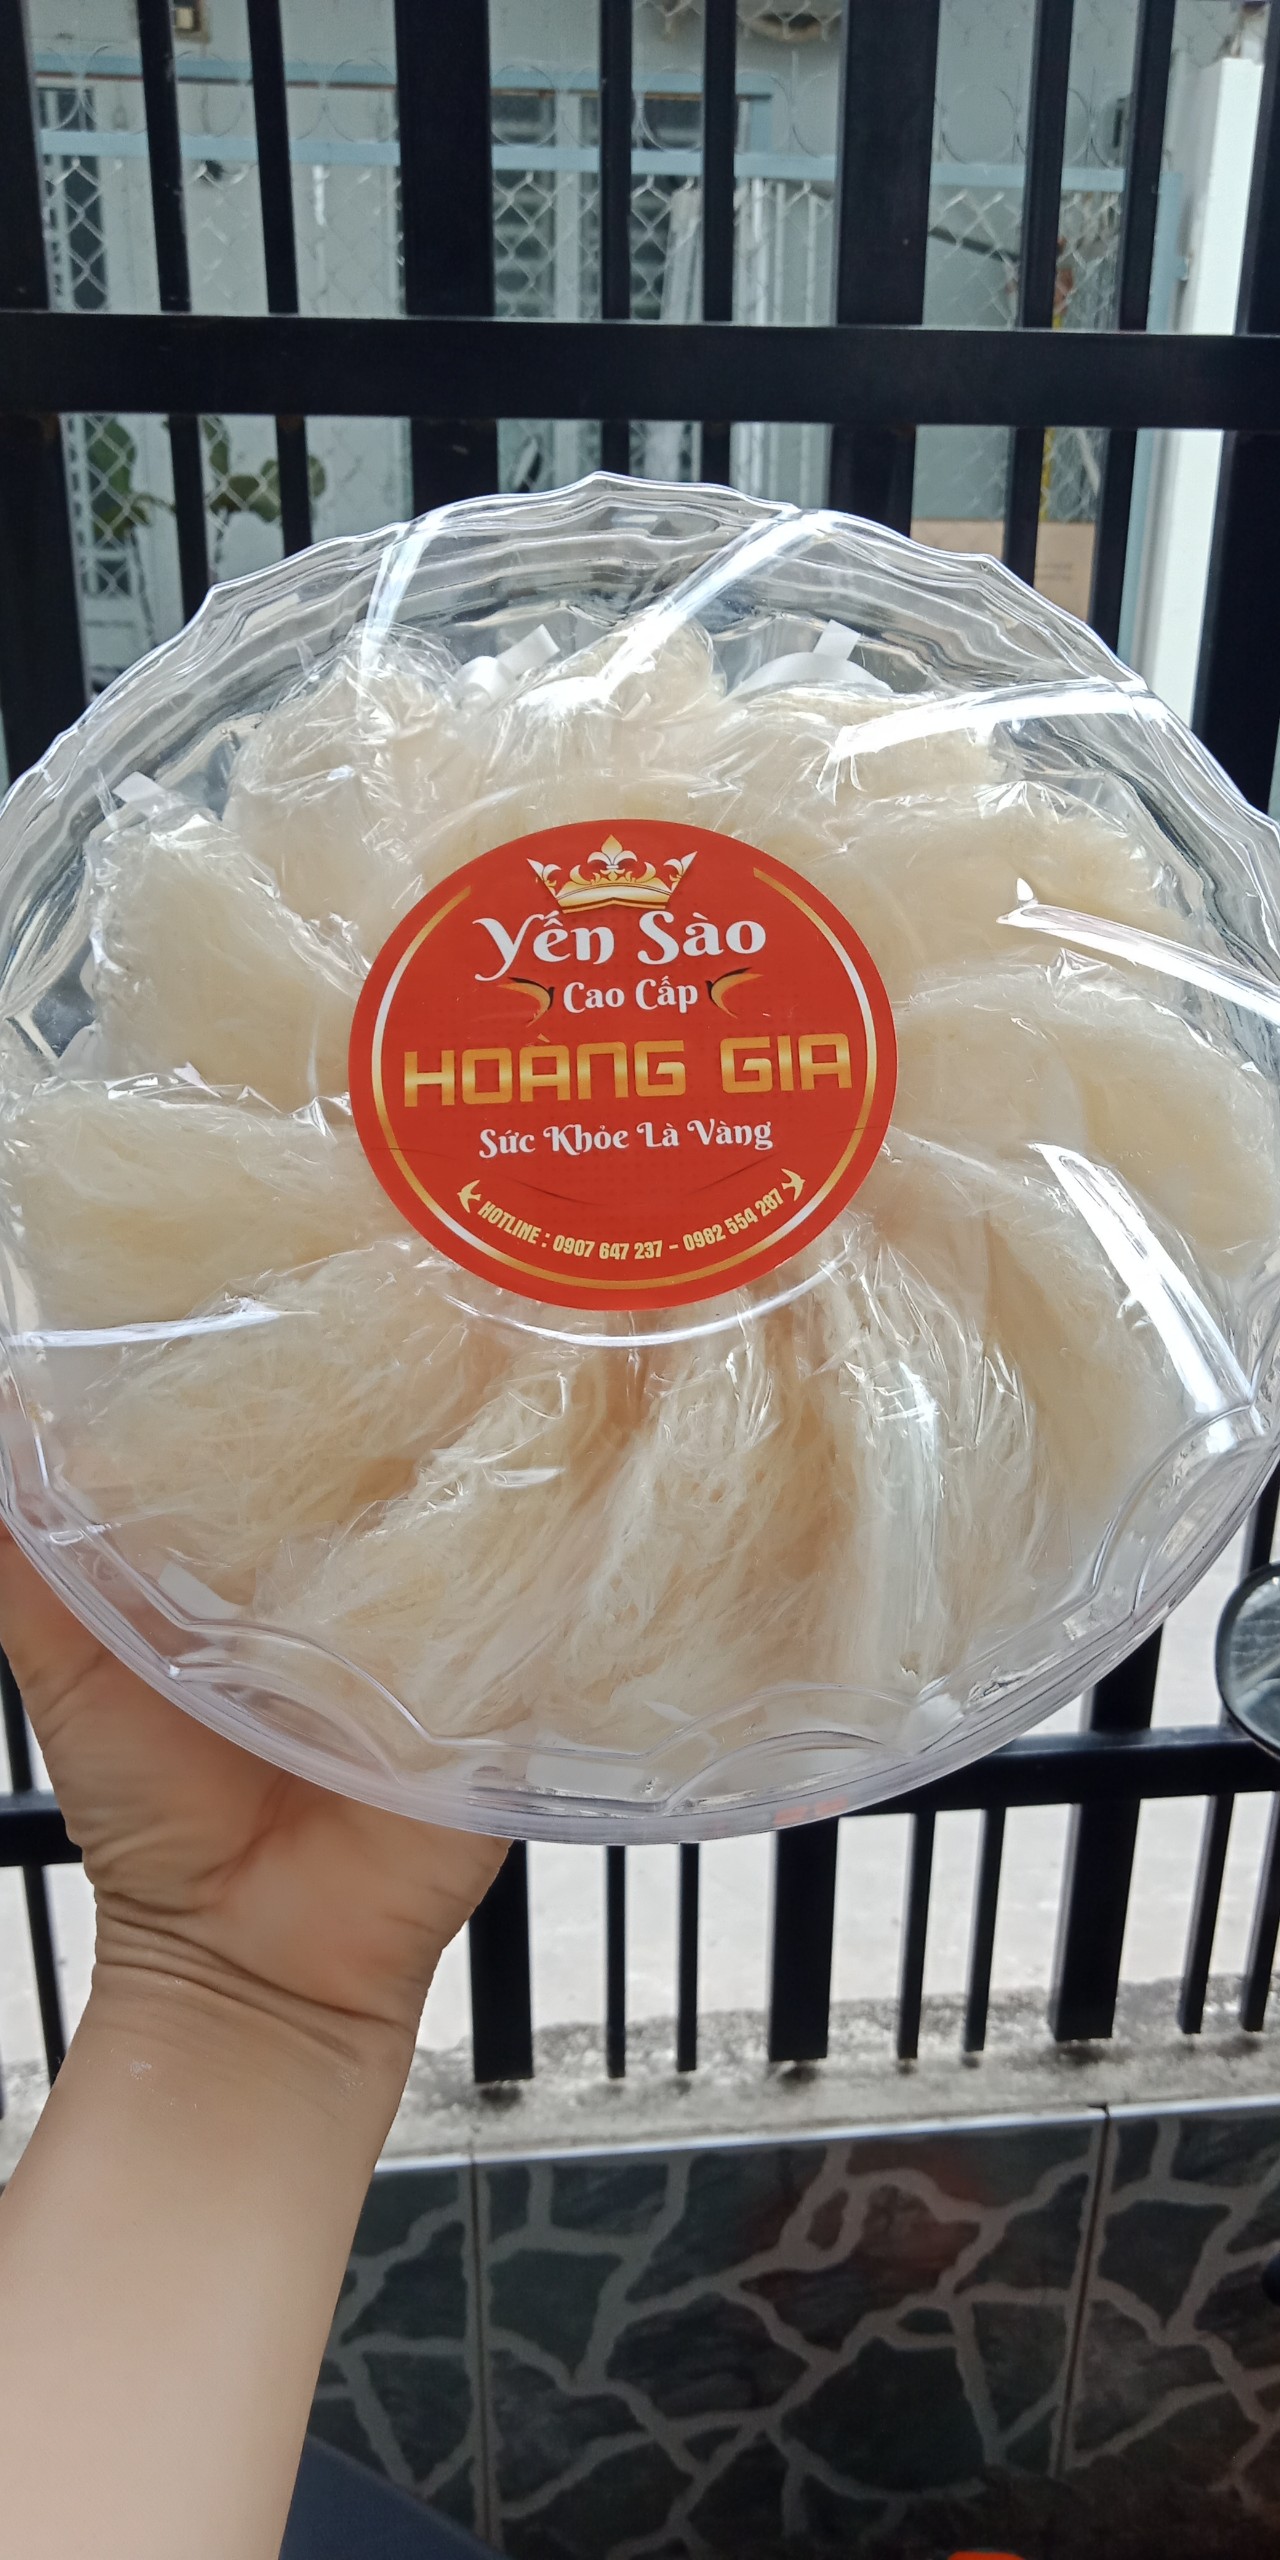 Yến Sào
Cao Cấp
HOÀNG GIA
Sức Khỏe Là Vàng
HOTLINE : 0907 647 237 - 0982 554 287